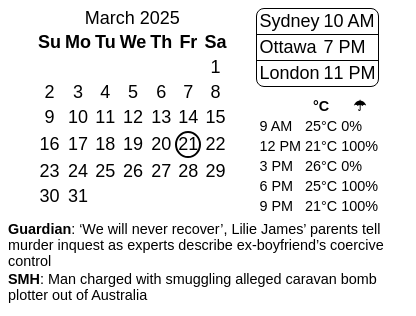 March 2025
Su Mo Tu We Th Fr Sa
1
2 3 4 5 6 7 8
9 10 11 12 13 14 15
16 17 18 19 20 21 22
23 24 25 26 27 28 29
30 31
Sydney 10 AM
Ottawa 7 PM
London 11 PM
°C ☂
9 AM 25°C 0%
12 PM 21°C 100%
3 PM 26°C 0%
6 PM 25°C 100%
9 PM 21°C 100%
Guardian: ‘We will never recover’, Lilie James’ parents tell
murder inquest as experts describe ex-boyfriend’s coercive
control
SMH: Man charged with smuggling alleged caravan bomb
plotter out of Australia